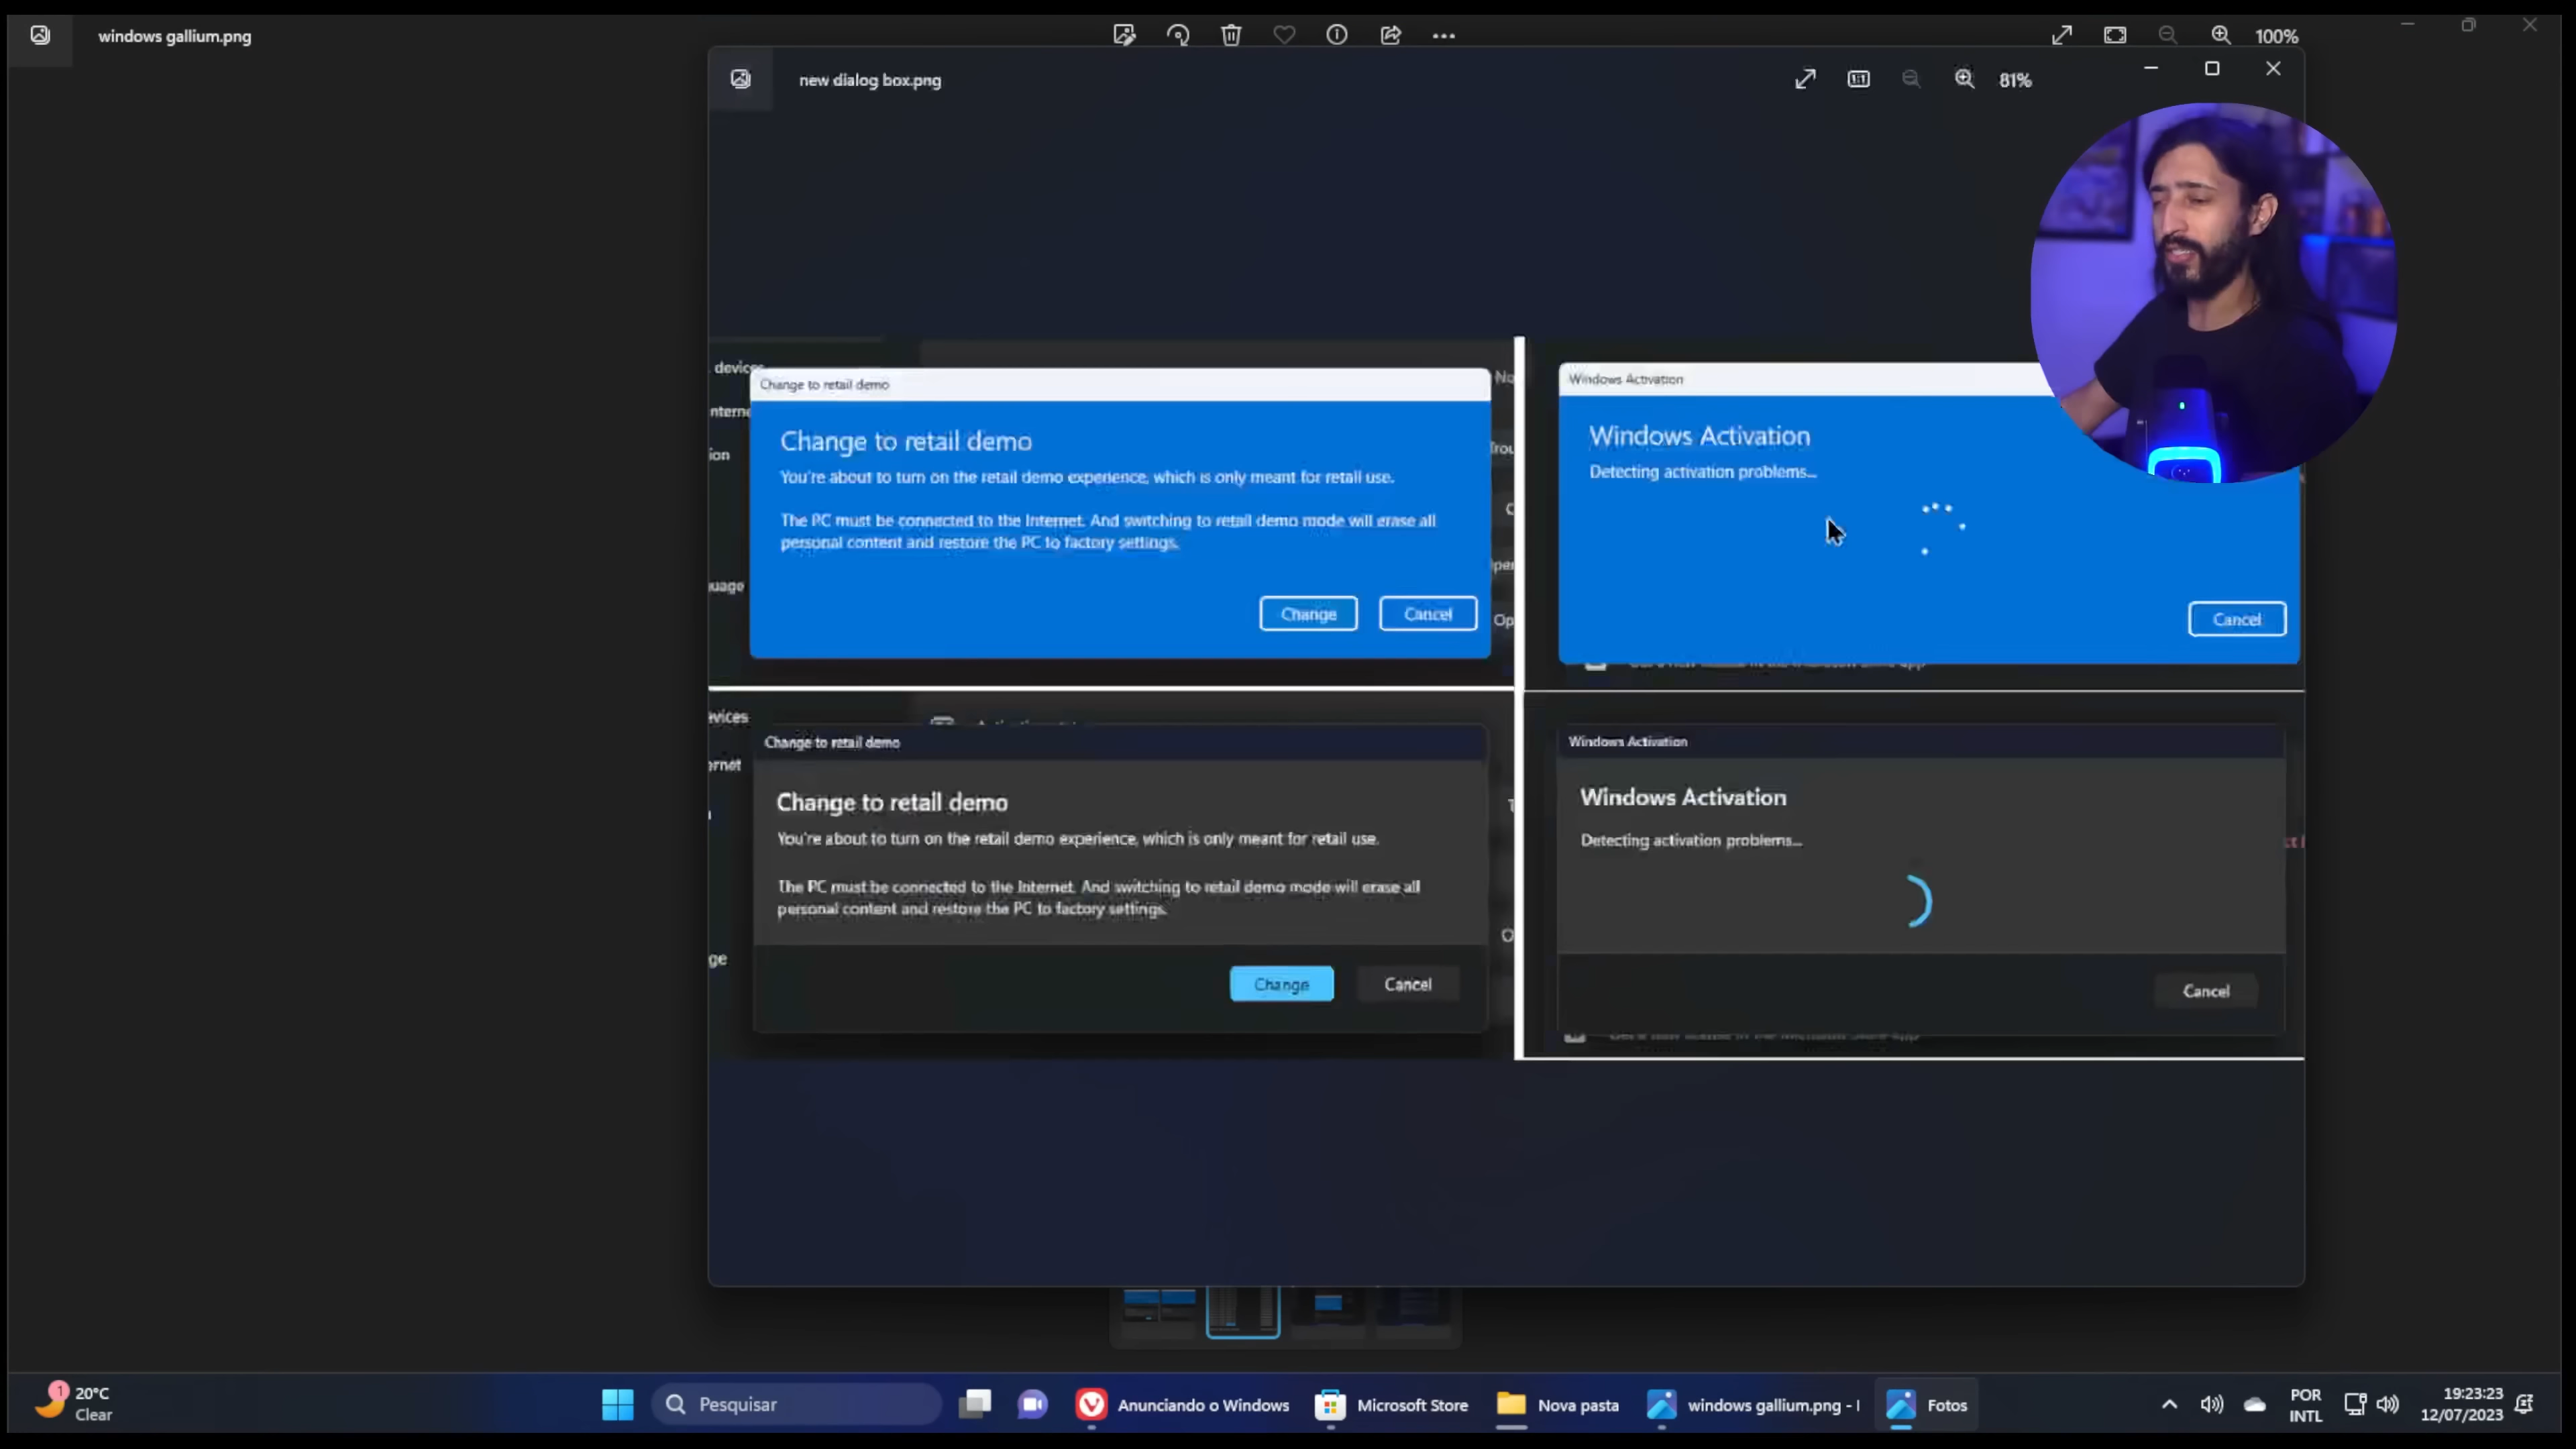 windows gallium.png
100%
new dialog box.png
81%
Change to retail demo
Change to retail demo
You're about to turn on the retail demo experience, which is only meant for retail use.
The PC must be connected to the Internet. And switching to retail demo mode will erase all
personal content and restore the PC to factory settings.
Change
Cancel
Windows Activation
Windows Activation
Detecting activation problems...
Cancel
Change to retail demo
Change to retail demo
You're about to turn on the retail demo experience, which is only meant for retail use.
The PC must be connected to the Internet. And switching to retail demo mode will erase all
personal content and restore the PC to factory settings.
Change
Cancel
Windows Activation
Windows Activation
Detecting activation problems...
Cancel
1
20°C
Clear
Pesquisar
Anunciando o Windows
Microsoft Store
Nova pasta
windows gallium.png - I
Fotos
POR
INTL
19:23:23
12/07/2023